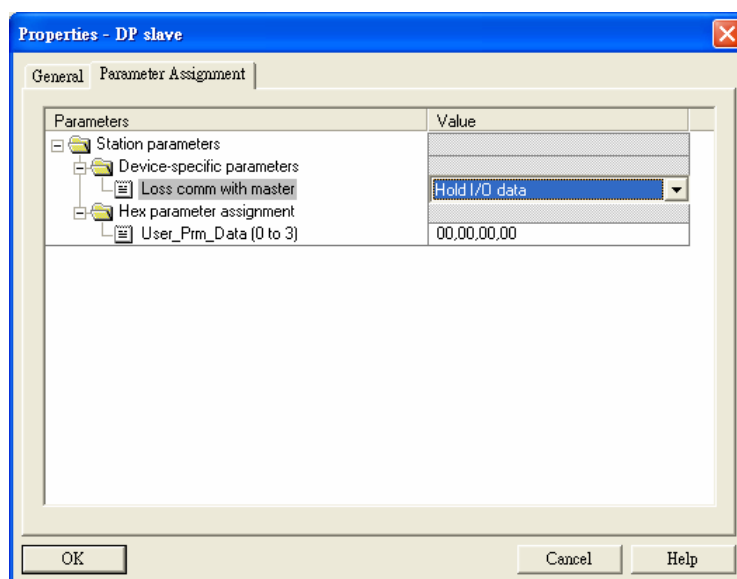 Properties - DP slave
General Parameter Assignment
Parameters Value
Station parameters
Device-specific parameters
Loss comm with master Hold I/O data
Hex parameter assignment
User_Prm_Data (0 to 3) 00,00,00,00
OK Cancel Help